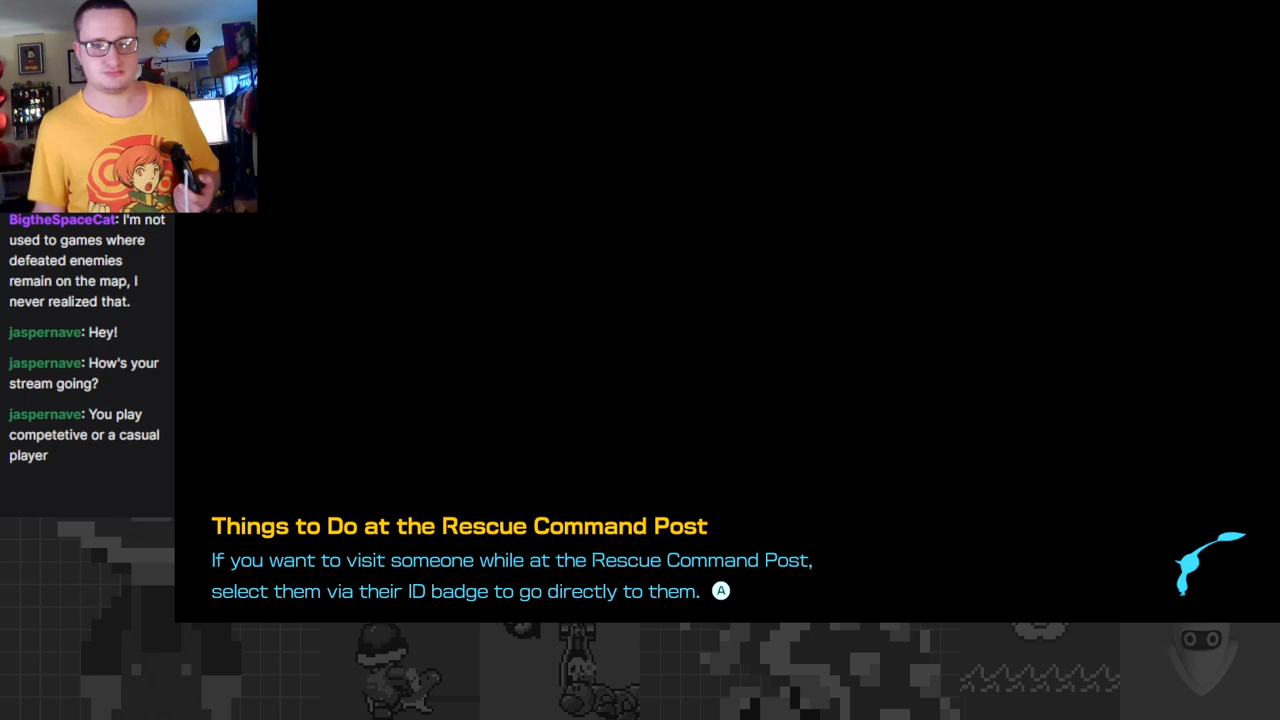 BigtheSpaceCat: I'm not
used to games where
defeated enemies
remain on the map, I
never realized that.
jaspernave: Hey!
jaspernave: How's your
stream going?
jaspernave: You play
competetive or a casual
player
Things to Do at the Rescue Command Post
If you want to visit someone while at the Rescue Command Post,
select them via their ID badge to go directly to them. A